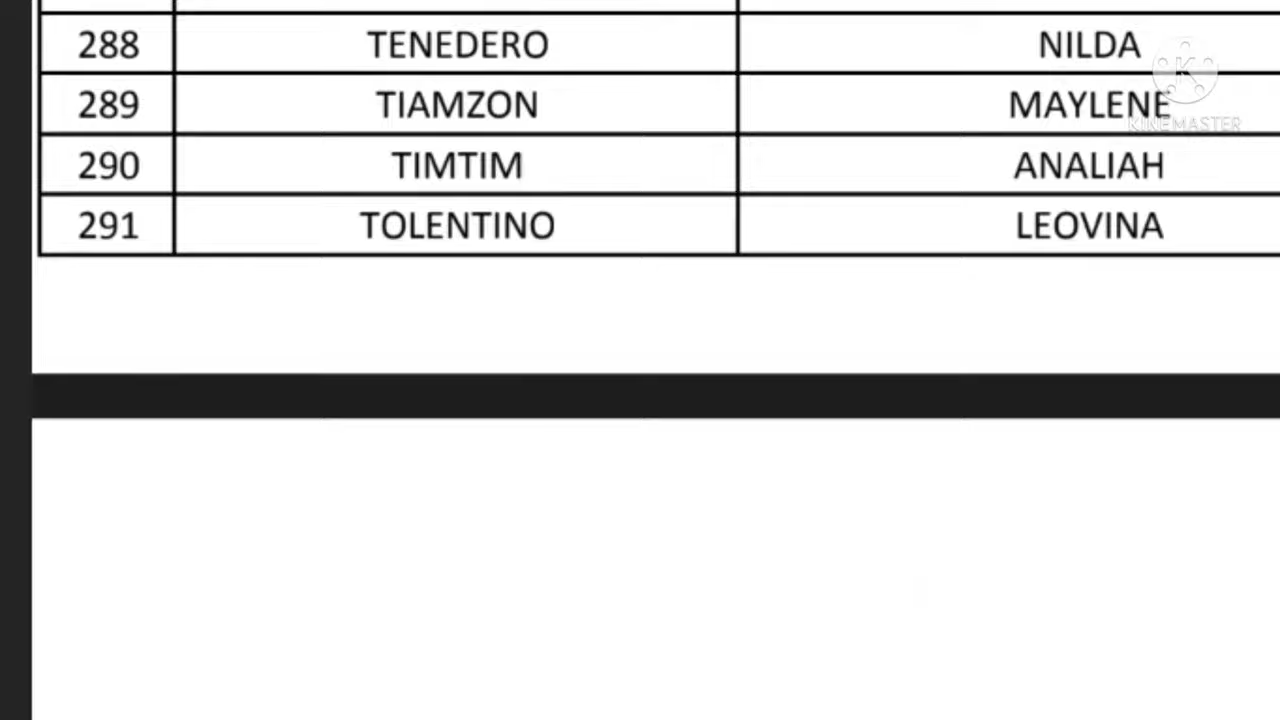 288 TENEDERO NILDA
289 TIAMZON MAYLENE
290 TIMTIM ANALIAH
291 TOLENTINO LEOVINA
KINEMASTER